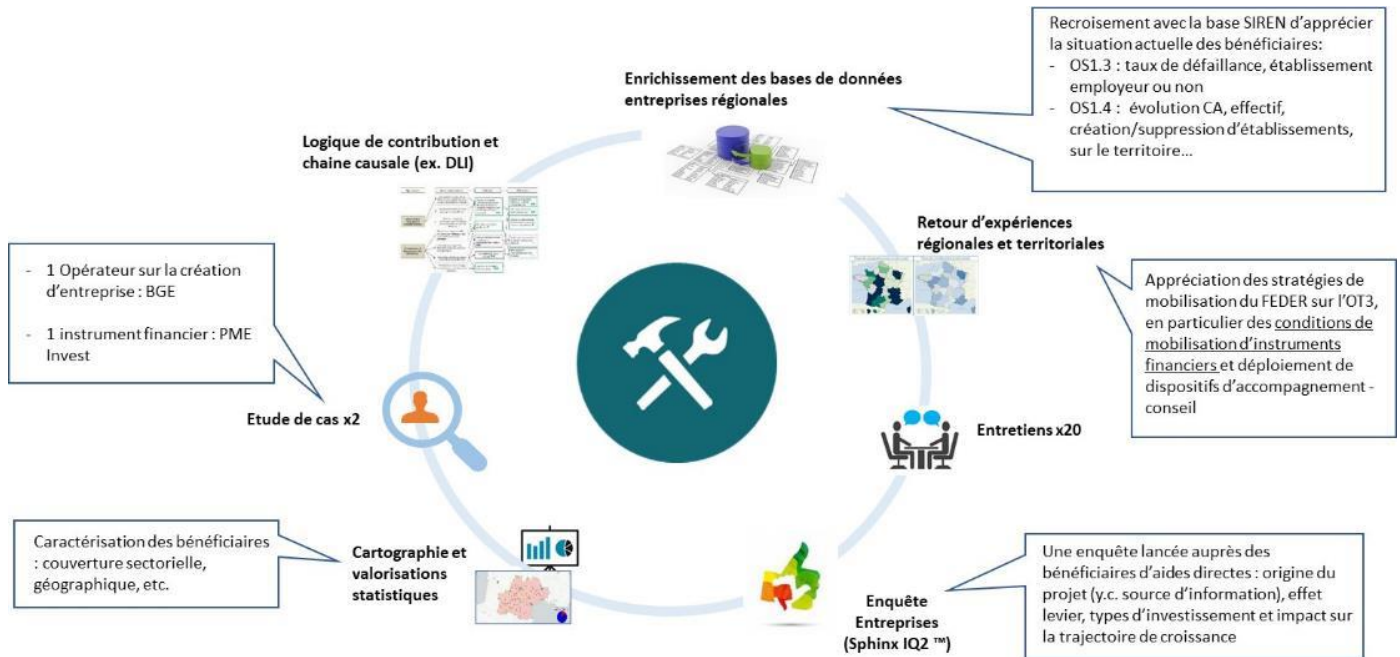 Recroisement avec la base SIREN d'apprécier
la situation actuelle des bénéficiaires:
- OS1.3 : taux de défaillance, établissement
employeur ou non
- OS1.4 : évolution CA, effectif,
création/suppression d'établissements,
sur le territoire...
Enrichissement des bases de données
entreprises régionales
Logique de contribution et
chaine causale (ex. DLI)
Retour d'expériences
régionales et territoriales
- 1 Opérateur sur la création
d'entreprise : BGE
- 1 instrument financier : PME
Invest
Appréciation des stratégies de
mobilisation du FEDER sur l'OT3,
en particulier des conditions de
mobilisation d'instruments
financiers et déploiement de
dispositifs d'accompagnement -
conseil
Etude de cas x2
Entretiens x20
Caractérisation des bénéficiaires
: couverture sectorielle,
géographique, etc.
Cartographie et
valorisations
statistiques
Enquête
Entreprises
(Sphinx IQ2 ™)
Une enquête lancée auprès des
bénéficiaires d'aides directes : origine du
projet (y.c. source d'information), effet
levier, types d'investissement et impact sur
la trajectoire de croissance